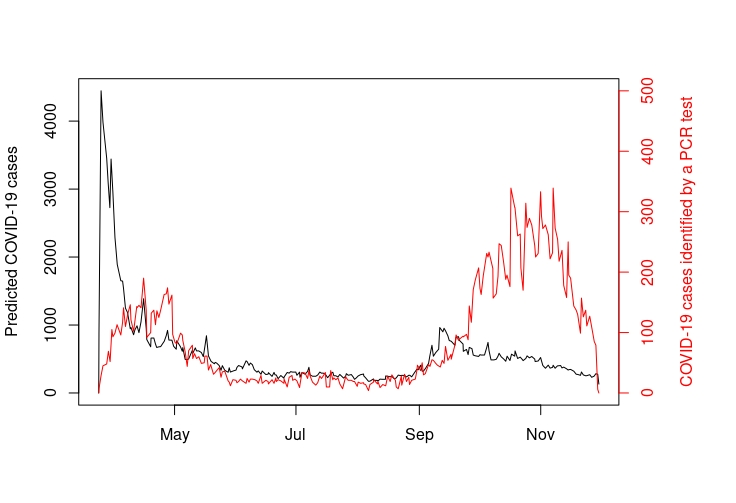 Predicted COVID-19 cases
4000
3000
2000
1000
0
500
400
300
200
100
0
COVID-19 cases identified by a PCR test
May
Jul
Sep
Nov